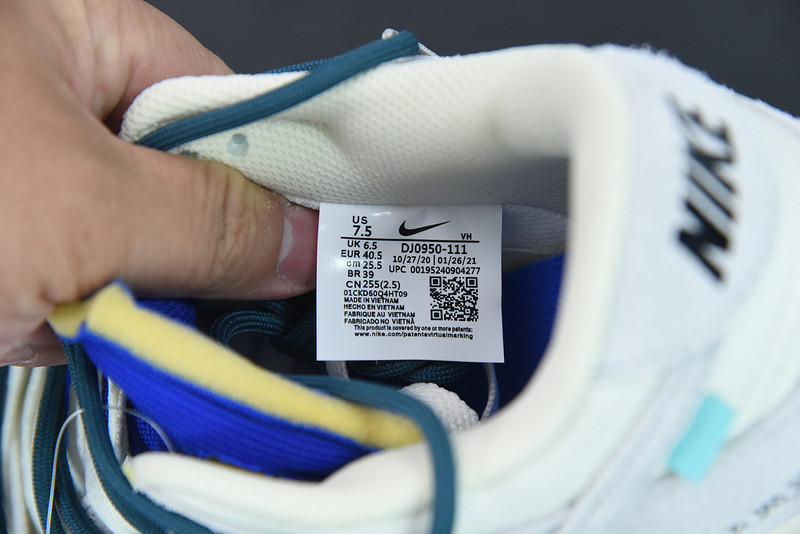 US
7.5
VH
UK 6.5
EUR 40.5
cm 25.5
BR 39
CN 255(2.5)
DJ0950-111
10/27/20 | 01/26/21
UPC 00195240904277
01CKD60Q4HT09
MADE IN VIETNAM
HECHO EN VIETNAM
FABRIQUE AU VIETNAM
FABRICADO NO VIETNÃ
This product is covered by one or more patents:
www.nike.com/patentsvirtualmarking
NIKE